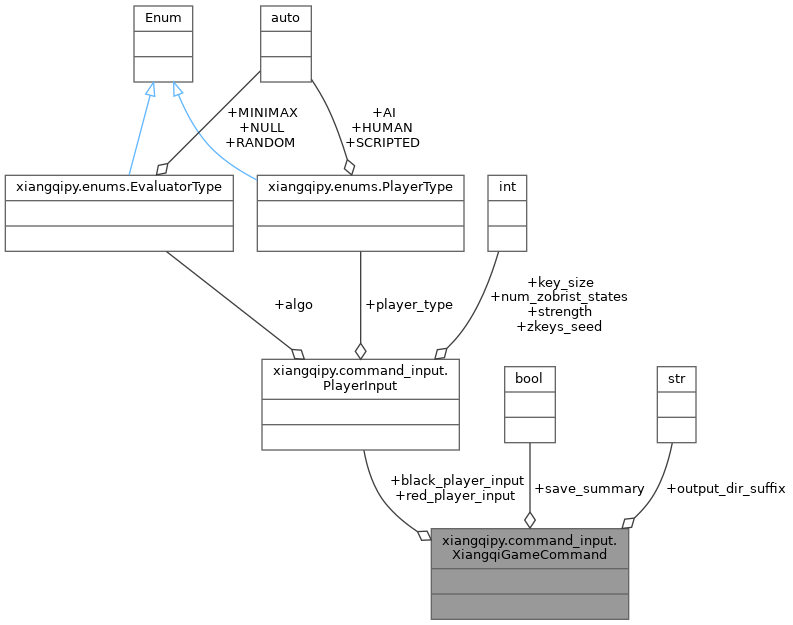 Enum
auto
+MINIMAX
+NULL
+RANDOM
+AI
+HUMAN
+SCRIPTED
xiangqipy.enums.EvaluatorType
xiangqipy.enums.PlayerType
int
+algo
+player_type
+key_size
+num_zobrist_states
+strength
+zkeys_seed
xiangqipy.command_input.
PlayerInput
bool
str
+black_player_input
+red_player_input
+save_summary
+output_dir_suffix
xiangqipy.command_input.
XiangqiGameCommand